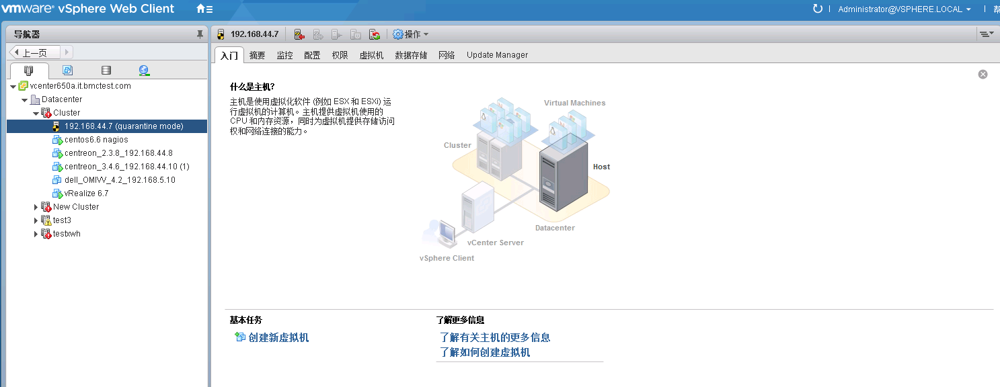 vmware® vSphere Web Client
Administrator@VSPHERE.LOCAL
导航器
上一页
vcenter650a.it.bmctest.com
Datacenter
Cluster
192.168.44.7 (quarantine mode)
centos6.6 nagios
centreon_2.3.8_192.168.44.8
centreon_3.4.6_192.168.44.10 (1)
dell_OMIVV_4.2_192.168.5.10
vRealize 6.7
New Cluster
test3
testxwh
192.168.44.7
操作
入门 摘要 监控 配置 权限 虚拟机 数据存储 网络 Update Manager
什么是主机?
主机是使用虚拟化软件 (例如 ESX 和 ESXi) 运
行虚拟机的计算机。主机提供虚拟机使用的
CPU 和内存资源，同时为虚拟机提供存储访问
权和网络连接的能力。
Virtual Machines
Cluster
Host
Datacenter
vCenter Server
vSphere Client
基本任务
创建新虚拟机
了解更多信息
了解有关主机的更多信息
了解如何创建虚拟机